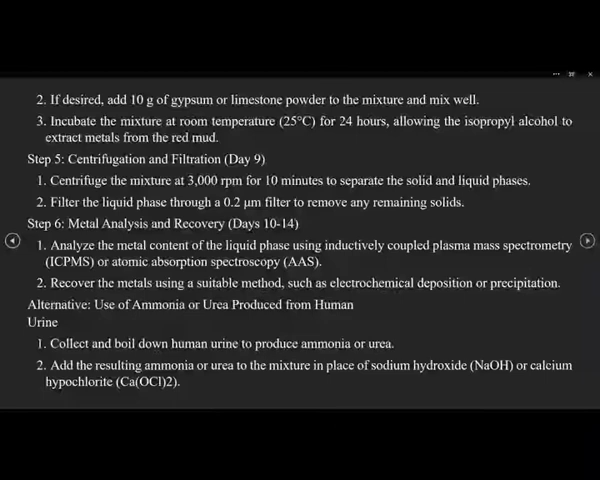 2. If desired, add 10 g of gypsum or limestone powder to the mixture and mix well.
3. Incubate the mixture at room temperature (25°C) for 24 hours, allowing the isopropyl alcohol to
extract metals from the red mud.
Step 5: Centrifugation and Filtration (Day 9)
1. Centrifuge the mixture at 3,000 rpm for 10 minutes to separate the solid and liquid phases.
2. Filter the liquid phase through a 0.2 μm filter to remove any remaining solids.
Step 6: Metal Analysis and Recovery (Days 10-14)
1. Analyze the metal content of the liquid phase using inductively coupled plasma mass spectrometry
(ICPMS) or atomic absorption spectroscopy (AAS).
2. Recover the metals using a suitable method, such as electrochemical deposition or precipitation.
Alternative: Use of Ammonia or Urea Produced from Human
Urine
1. Collect and boil down human urine to produce ammonia or urea.
2. Add the resulting ammonia or urea to the mixture in place of sodium hydroxide (NaOH) or calcium
hypochlorite (Ca(OCl)2).